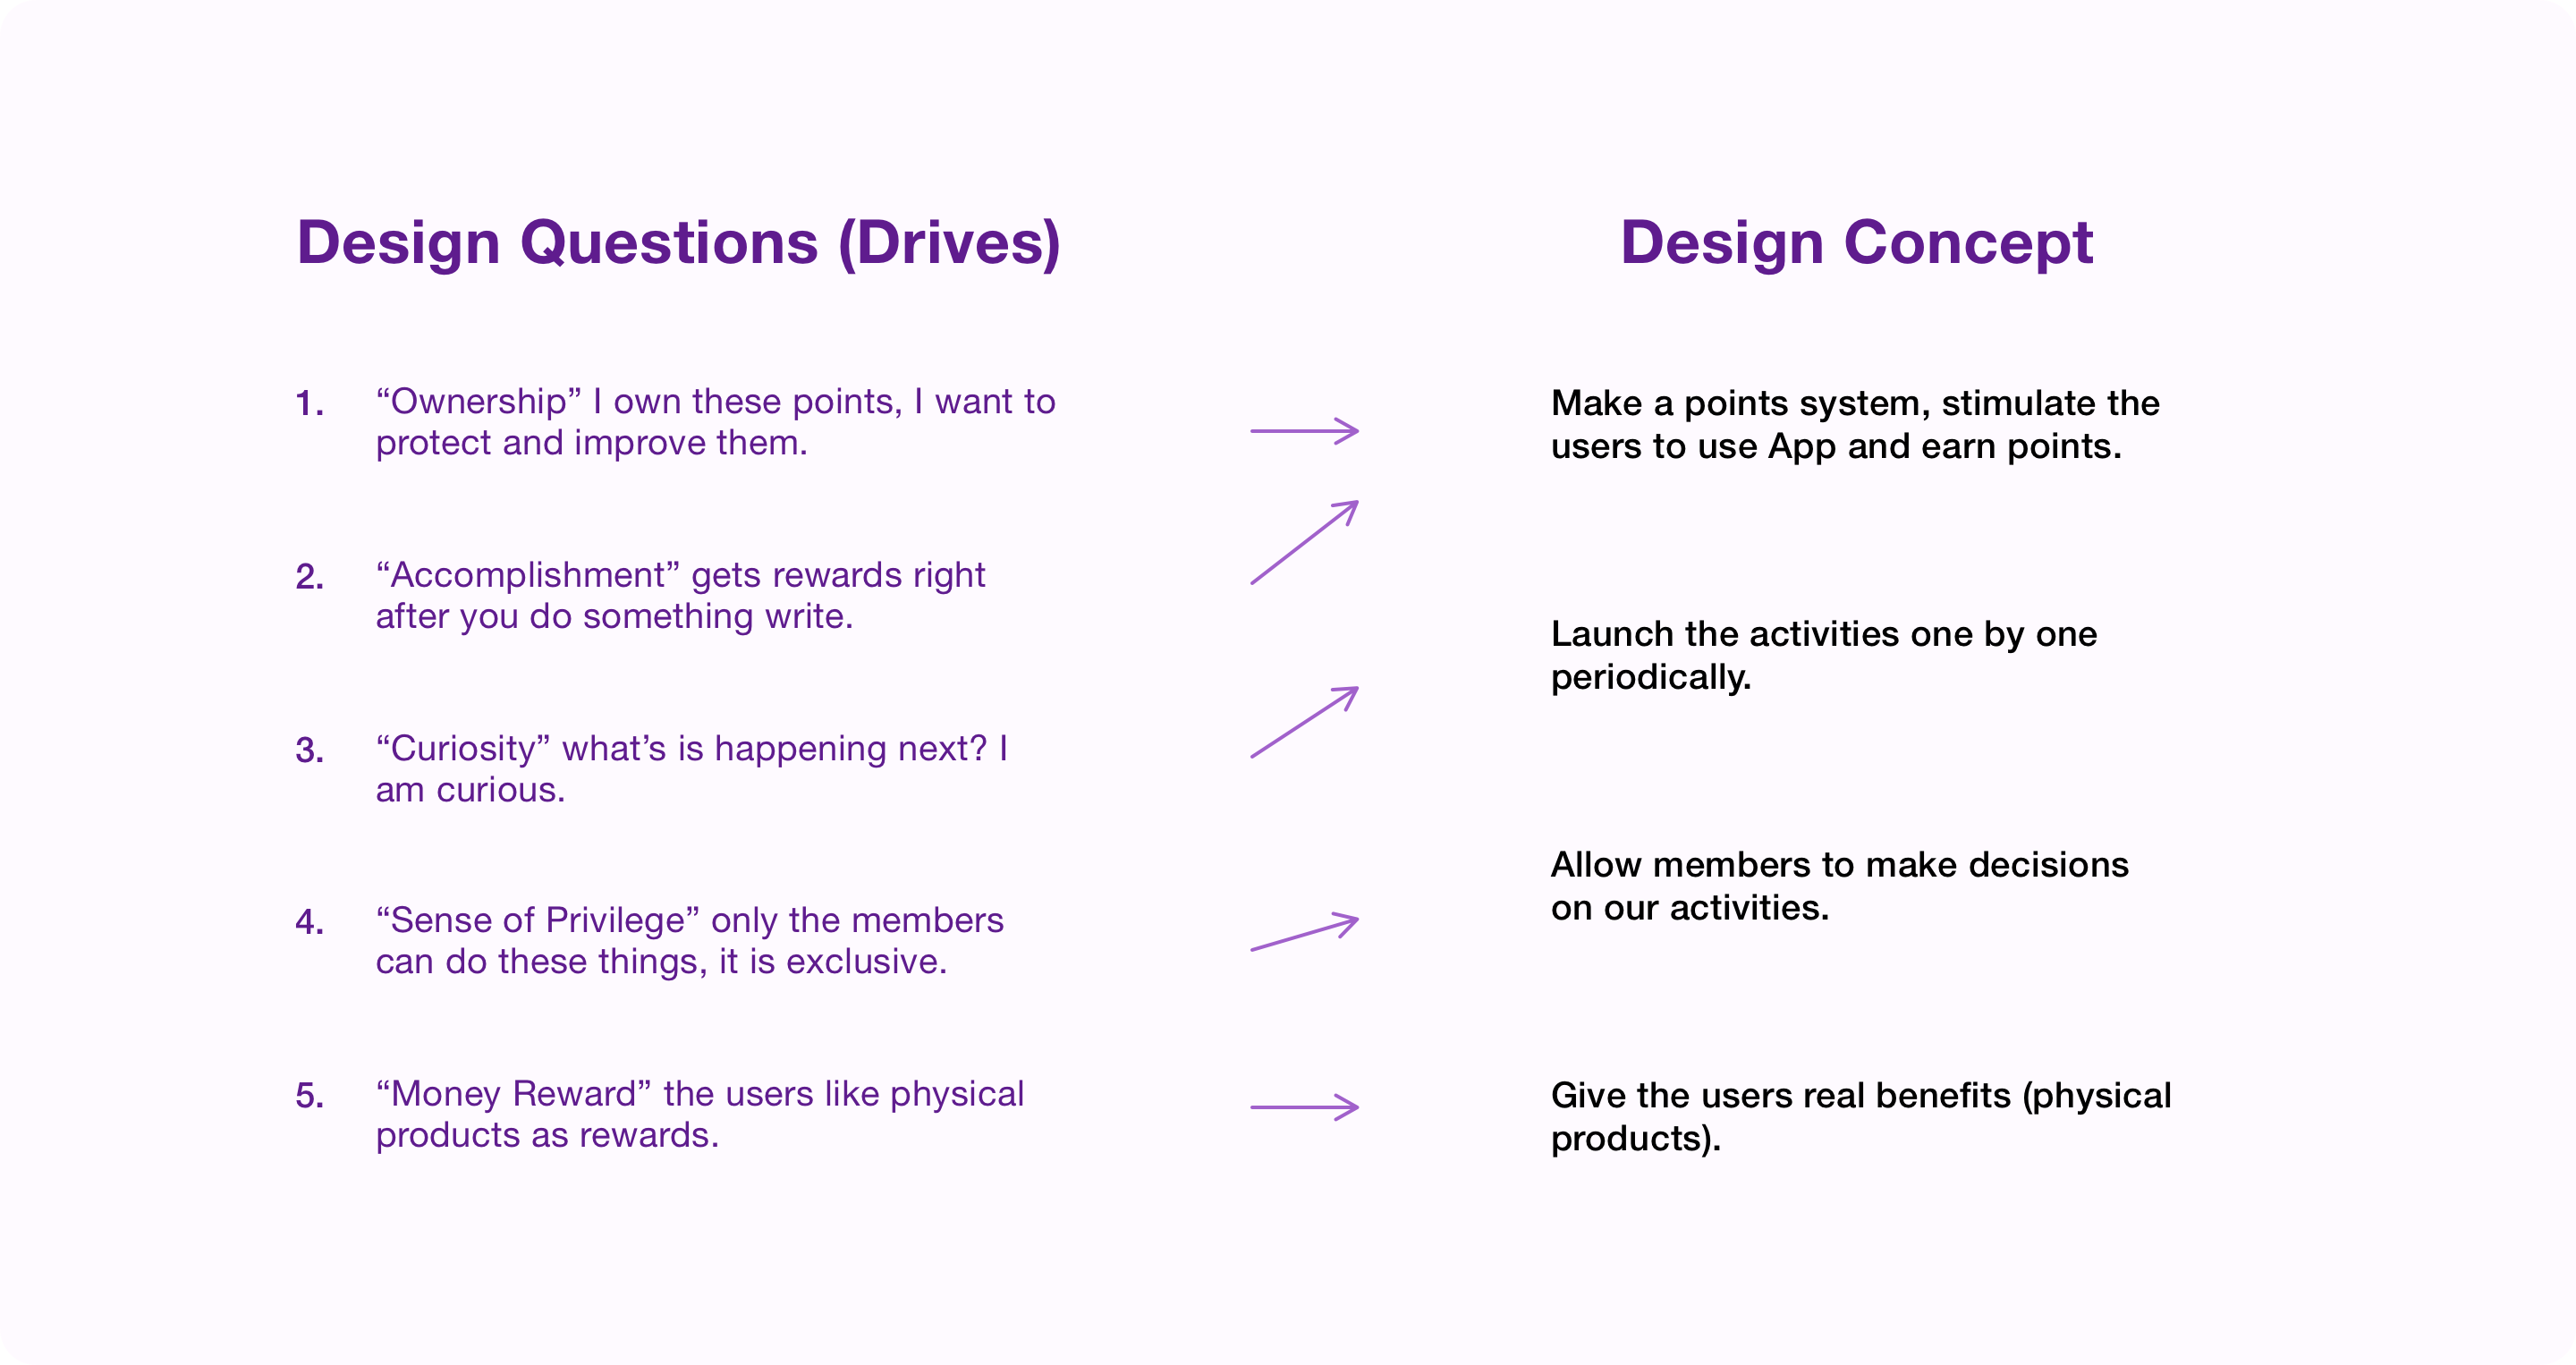 Design Questions (Drives)
1. “Ownership” I own these points, I want to
protect and improve them.
2. “Accomplishment” gets rewards right
after you do something write.
3. “Curiosity” what’s is happening next? I
am curious.
4. “Sense of Privilege” only the members
can do these things, it is exclusive.
5. “Money Reward” the users like physical
products as rewards.
Design Concept
Make a points system, stimulate the
users to use App and earn points.
Launch the activities one by one
periodically.
Allow members to make decisions
on our activities.
Give the users real benefits (physical
products).